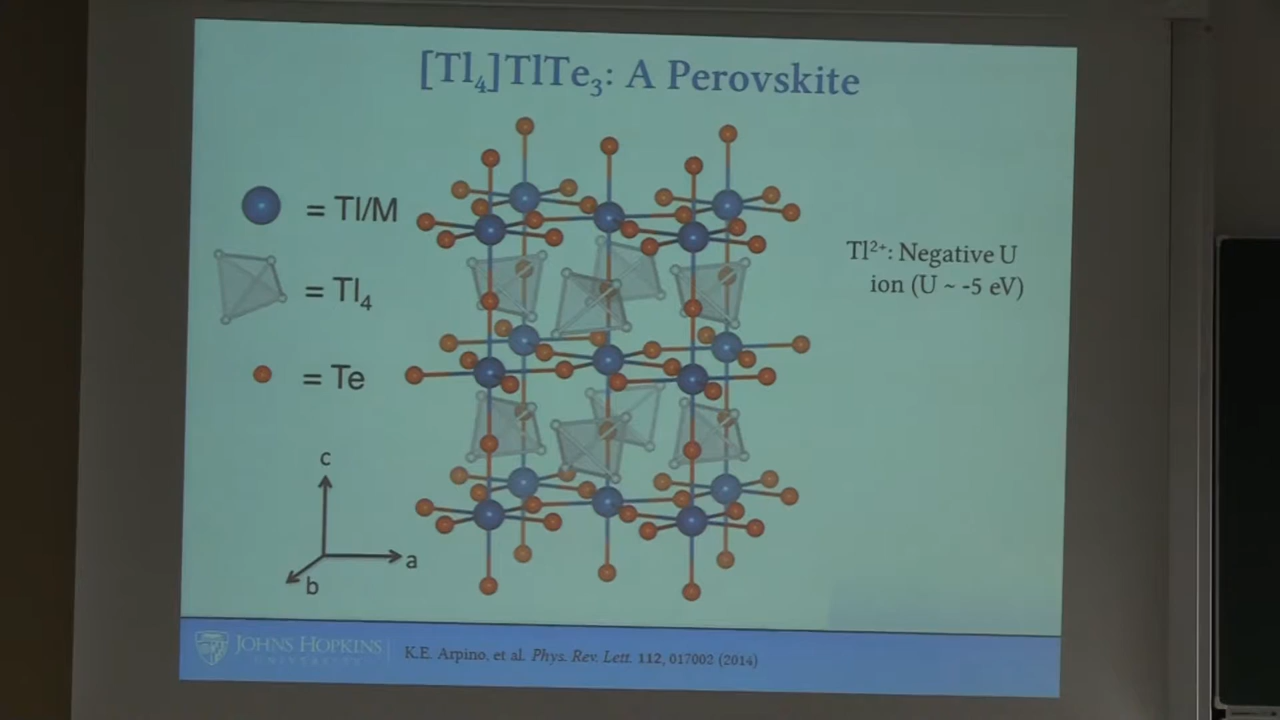 [Tl₄]TlTe₃: A Perovskite
= Tl/M
= Tl₄
= Te
Tl²⁺: Negative U
ion (U ~ -5 eV)
c
a
b
JOHNS HOPKINS
UNIVERSITY
K.E. Arpino, et al. Phys. Rev. Lett. 112, 017002 (2014)